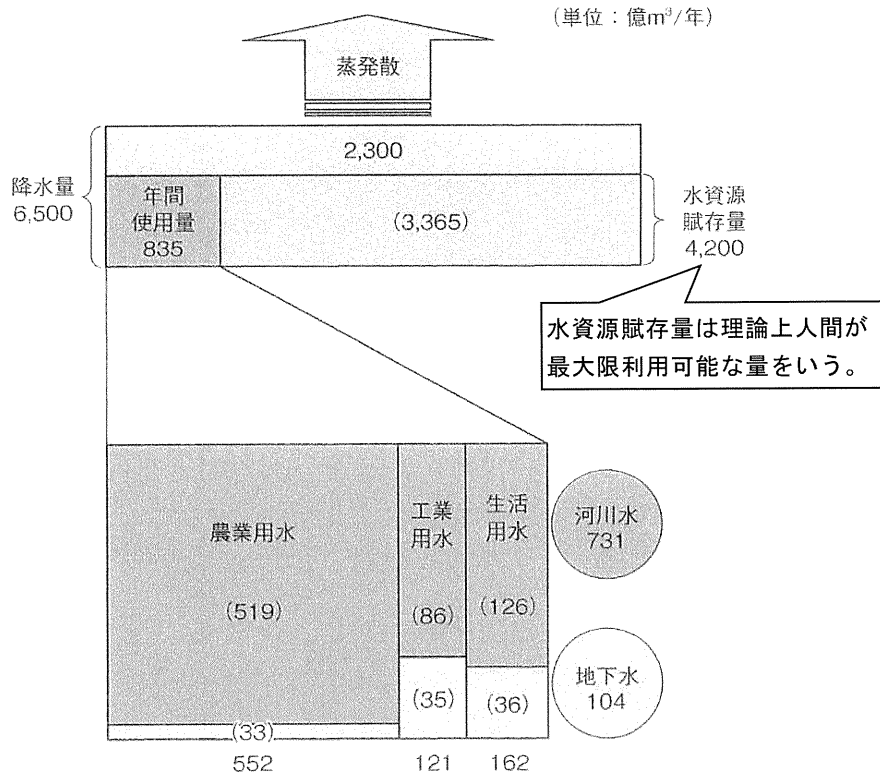 （単位：億m³/年）
蒸発散
2,300
降水量
6,500
年間
使用量
835
（3,365）
水資源
賦存量
4,200
水資源賦存量は理論上人間が
最大限利用可能な量をいう。
農業用水
（519）
工業
用水
（86）
生活
用水
（126）
河川水
731
（33）
（35）
（36）
地下水
104
552
121
162